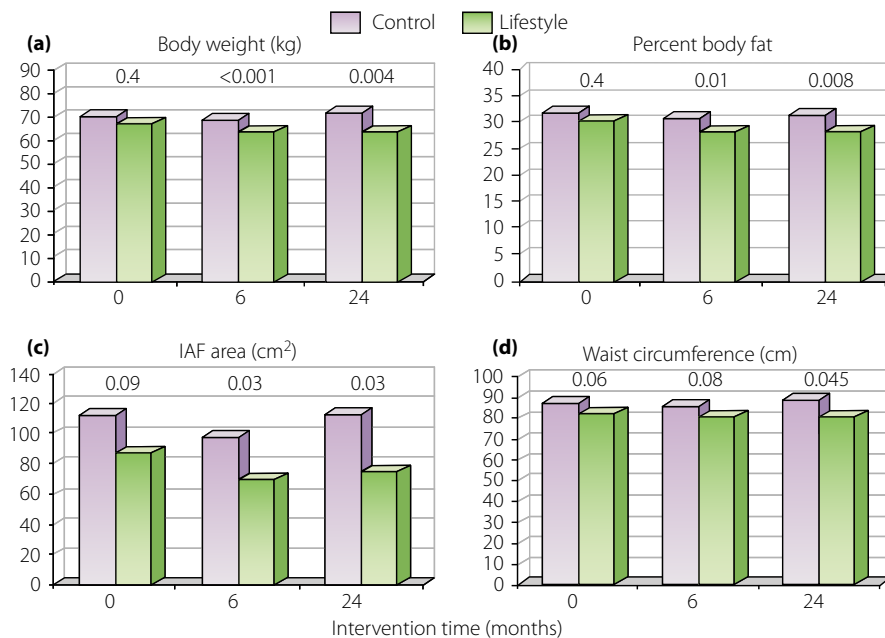 Control Lifestyle
(a) Body weight (kg)
90
80
70
60
50
40
30
20
10
0
0.4 <0.001 0.004
0 6 24
(b) Percent body fat
40
35
30
25
20
15
10
5
0
0.4 0.01 0.008
0 6 24
(c) IAF area (cm²)
140
120
100
80
60
40
20
0
0.09 0.03 0.03
0 6 24
(d) Waist circumference (cm)
100
90
80
70
60
50
40
30
20
10
0
0.06 0.08 0.045
0 6 24
Intervention time (months)